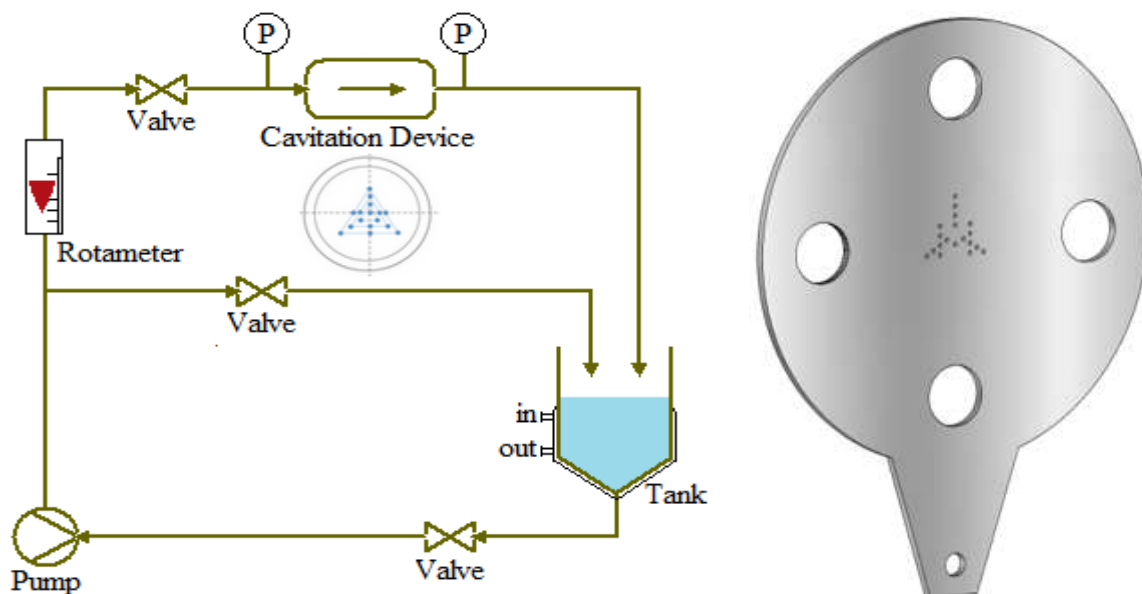 P
P
Valve
Cavitation Device
Rotameter
Valve
in
out
Tank
Valve
Pump